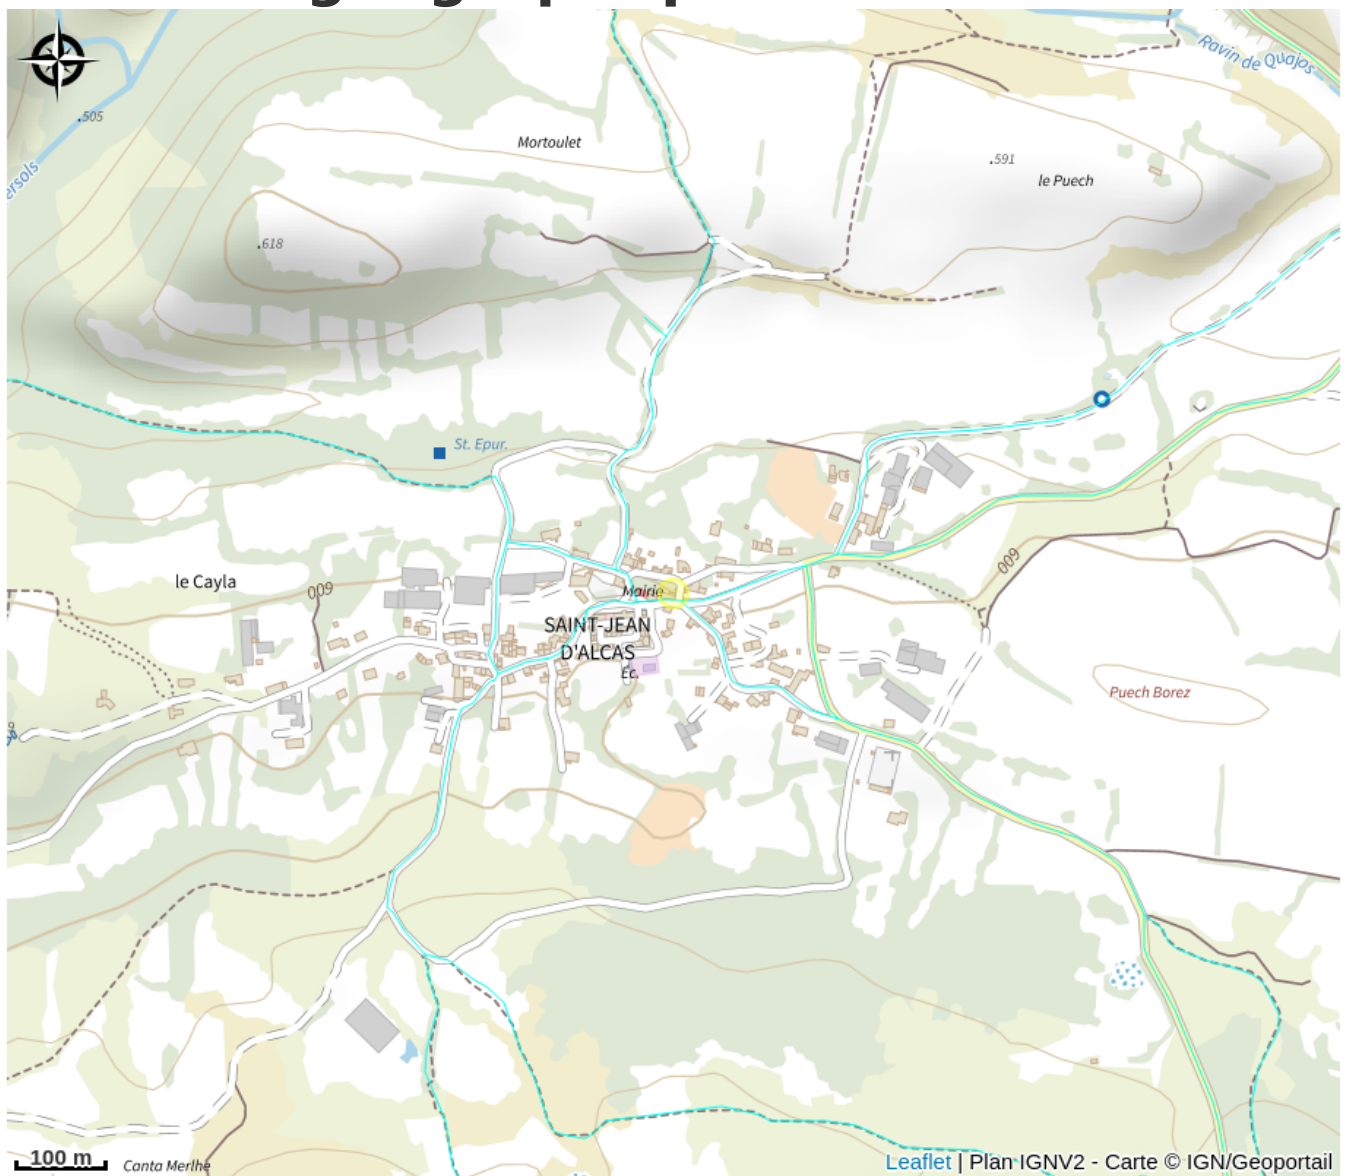 Ravin de Quajos
.505
Mortoulet
.591
le Puech
ersols
.618
St. Epur.
009
le Cayla
009
Mairie
SAINT-JEAN
D'ALCAS
Éc.
Puech Borez
100 m
Canta Merlhe
Leaflet | Plan IGNV2 - Carte © IGN/Geoportail